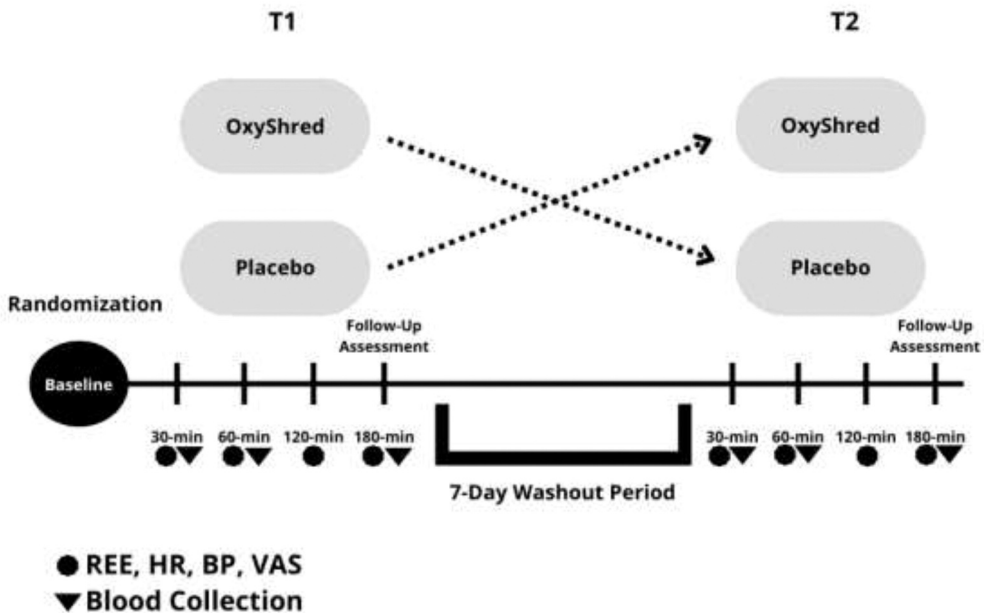 T1
T2
OxyShred
OxyShred
Placebo
Placebo
Randomization
Follow-Up
Assessment
Follow-Up
Assessment
Baseline
30-min 60-min 120-min 180-min
30-min 60-min 120-min 180-min
7-Day Washout Period
REE, HR, BP, VAS
Blood Collection